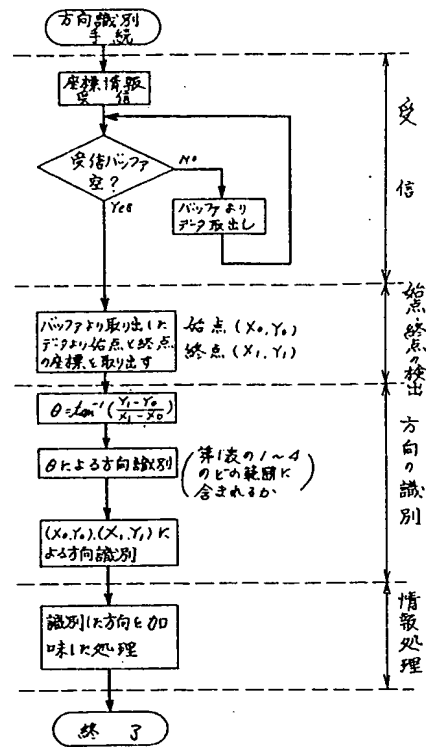 方向識別
手続
座標情報
受信
受信バッファ
空?
No
Yes
バッファより
データ取出し
受信
バッファより取り出した
データより始点と終点
の座標を取出す
始点 (X₀,Y₀)
終点 (X₁,Y₁)
始点・終点の検出
θ=tan⁻¹(Y₁-Y₀/X₁-X₀)
θによる方向識別
(第1表の1~4
のどの範囲に
含まれるか)
(X₀,Y₀),(X₁,Y₁)に
よる方向識別
方向の識別
識別した方向を加
味した処理
情報処理
終了